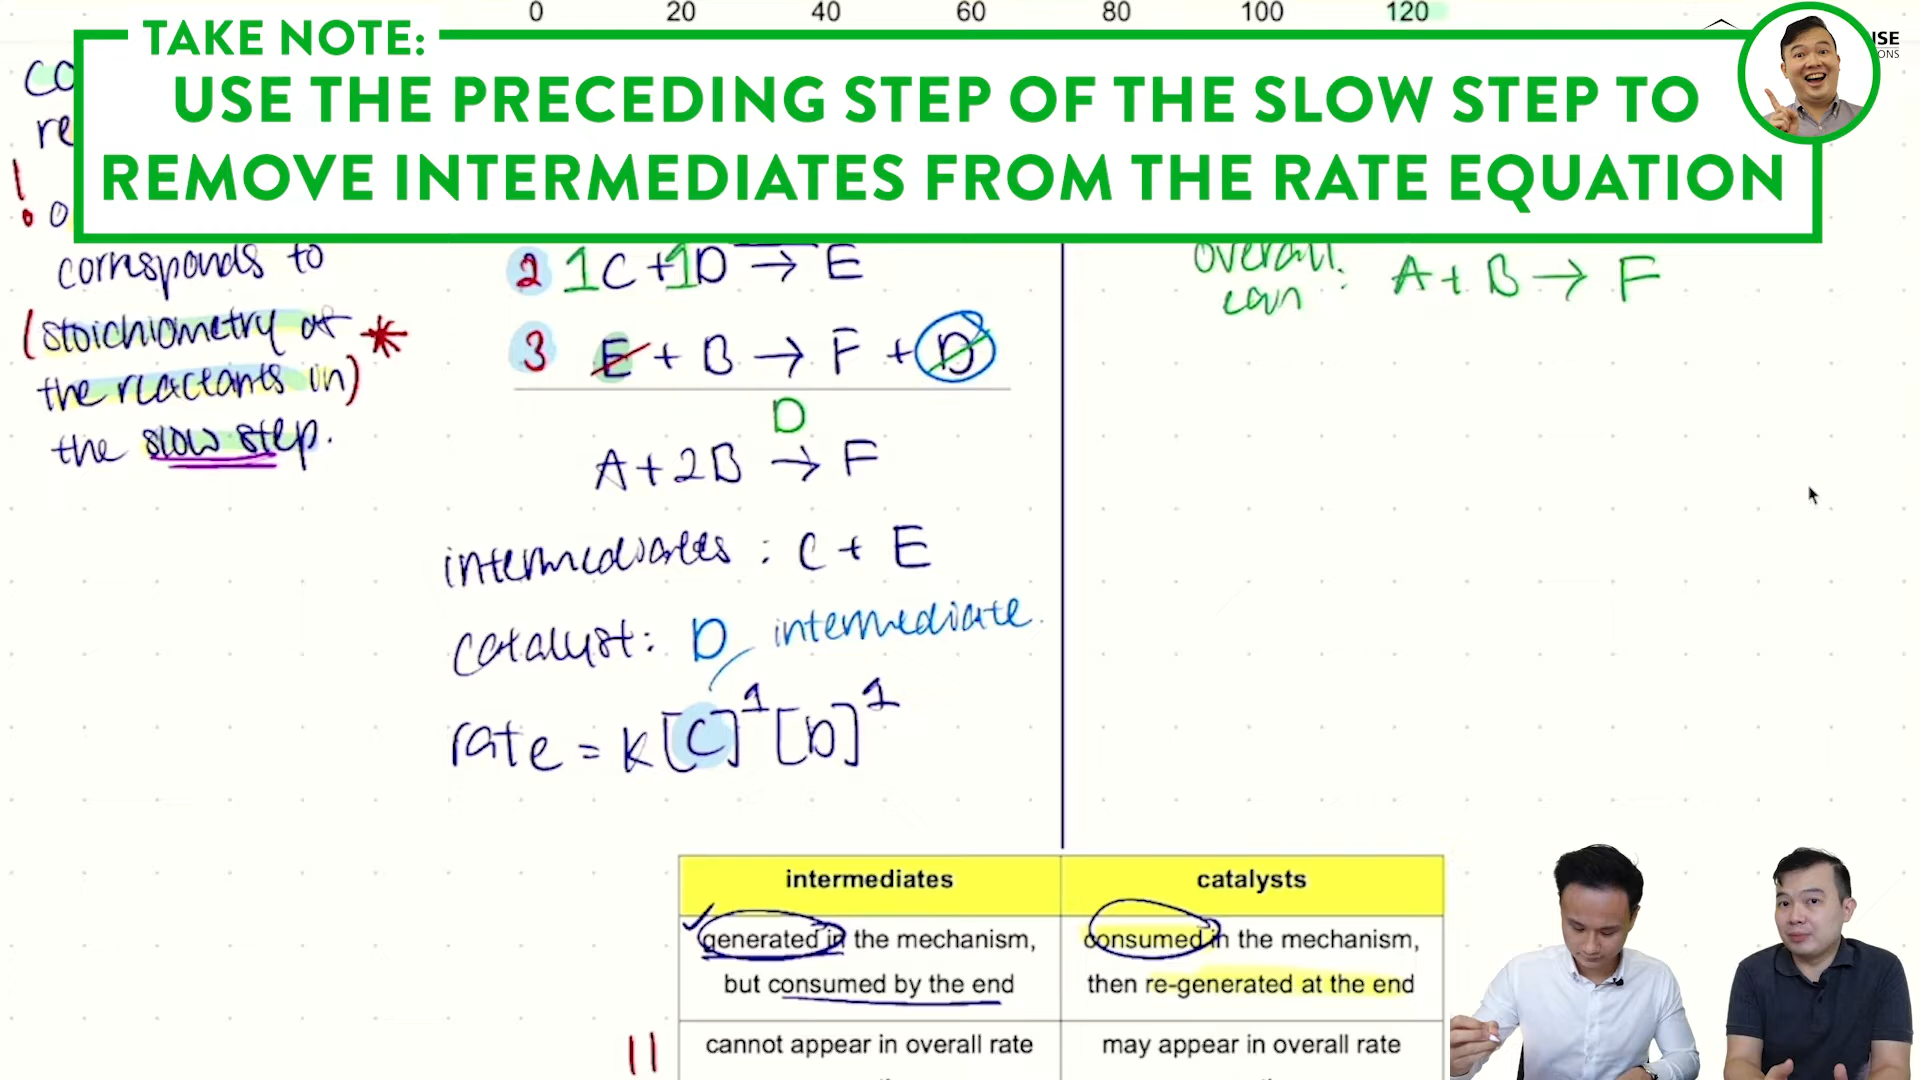 0 20 40 60 80 100 120
TAKE NOTE:
USE THE PRECEDING STEP OF THE SLOW STEP TO
REMOVE INTERMEDIATES FROM THE RATE EQUATION
co
re
! o
corresponds to
(stoichiometry of *
the reactants in)
the slow step.
2 1C + 1D → E
3 E + B → F + D
D
A + 2B → F
intermediates : C + E
catalyst: D intermediate.
rate = k[C]^1 [D]^1
overall: A + B → F
intermediates catalysts
generated in the mechanism,
but consumed by the end
consumed in the mechanism,
then re-generated at the end
11
cannot appear in overall rate
may appear in overall rate